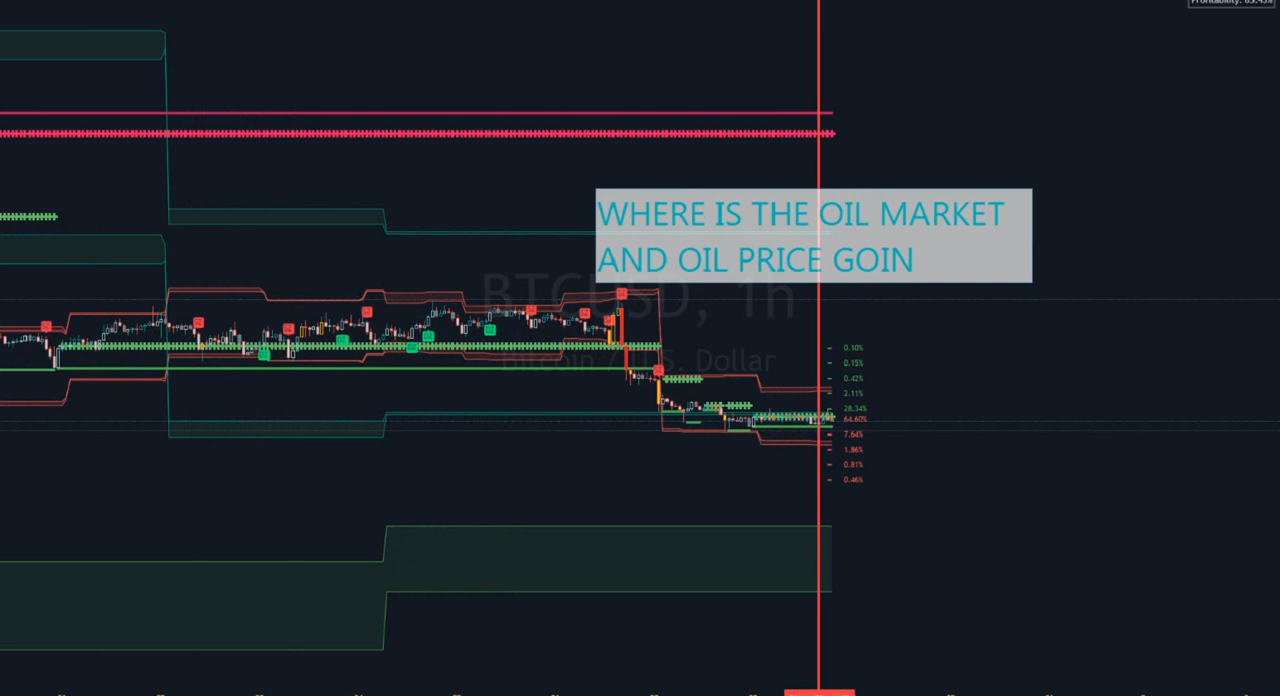 WHERE IS THE OIL MARKET
AND OIL PRICE GOIN
BTCUSD, 1h
Bitcoin / U.S. Dollar
0.10%
0.15%
0.42%
2.11%
28.34%
64.60%
7.64%
1.86%
0.81%
0.46%